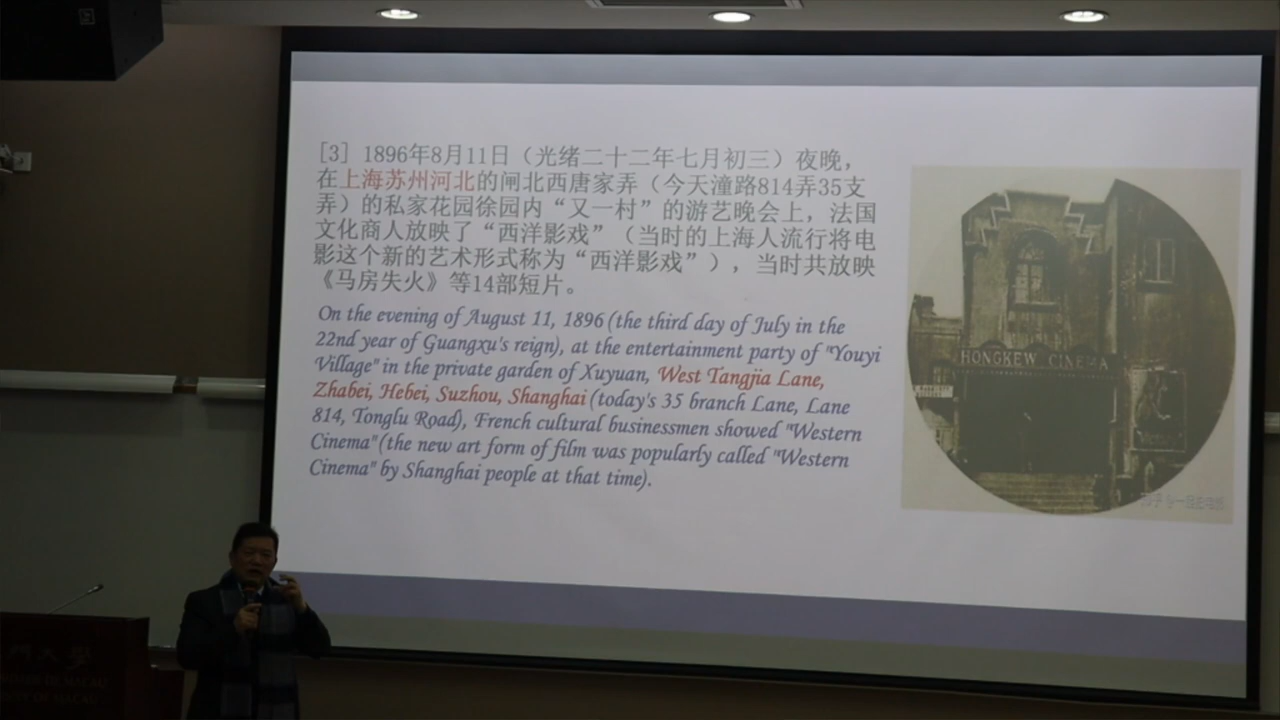 [3] 1896年8月11日（光绪二十二年七月初三）夜晚，
在上海苏州河北的闸北西唐家弄（今天潼路814弄35支
弄）的私家花园徐园内“又一村”的游艺晚会上，法国
文化商人放映了“西洋影戏”（当时的上海人流行将电
影这个新的艺术形式称为“西洋影戏”），当时共放映
《马房失火》等14部短片。
On the evening of August 11, 1896 (the third day of July in the
22nd year of Guangxu's reign), at the entertainment party of "Youyi
Village" in the private garden of Xuyuan, West Tangjia Lane,
Zhabei, Hebei, Suzhou, Shanghai (today's 35 branch Lane, Lane
814, Tonglu Road), French cultural businessmen showed "Western
Cinema" (the new art form of film was popularly called "Western
Cinema" by Shanghai people at that time).
HONGKEW CINEMA
大學